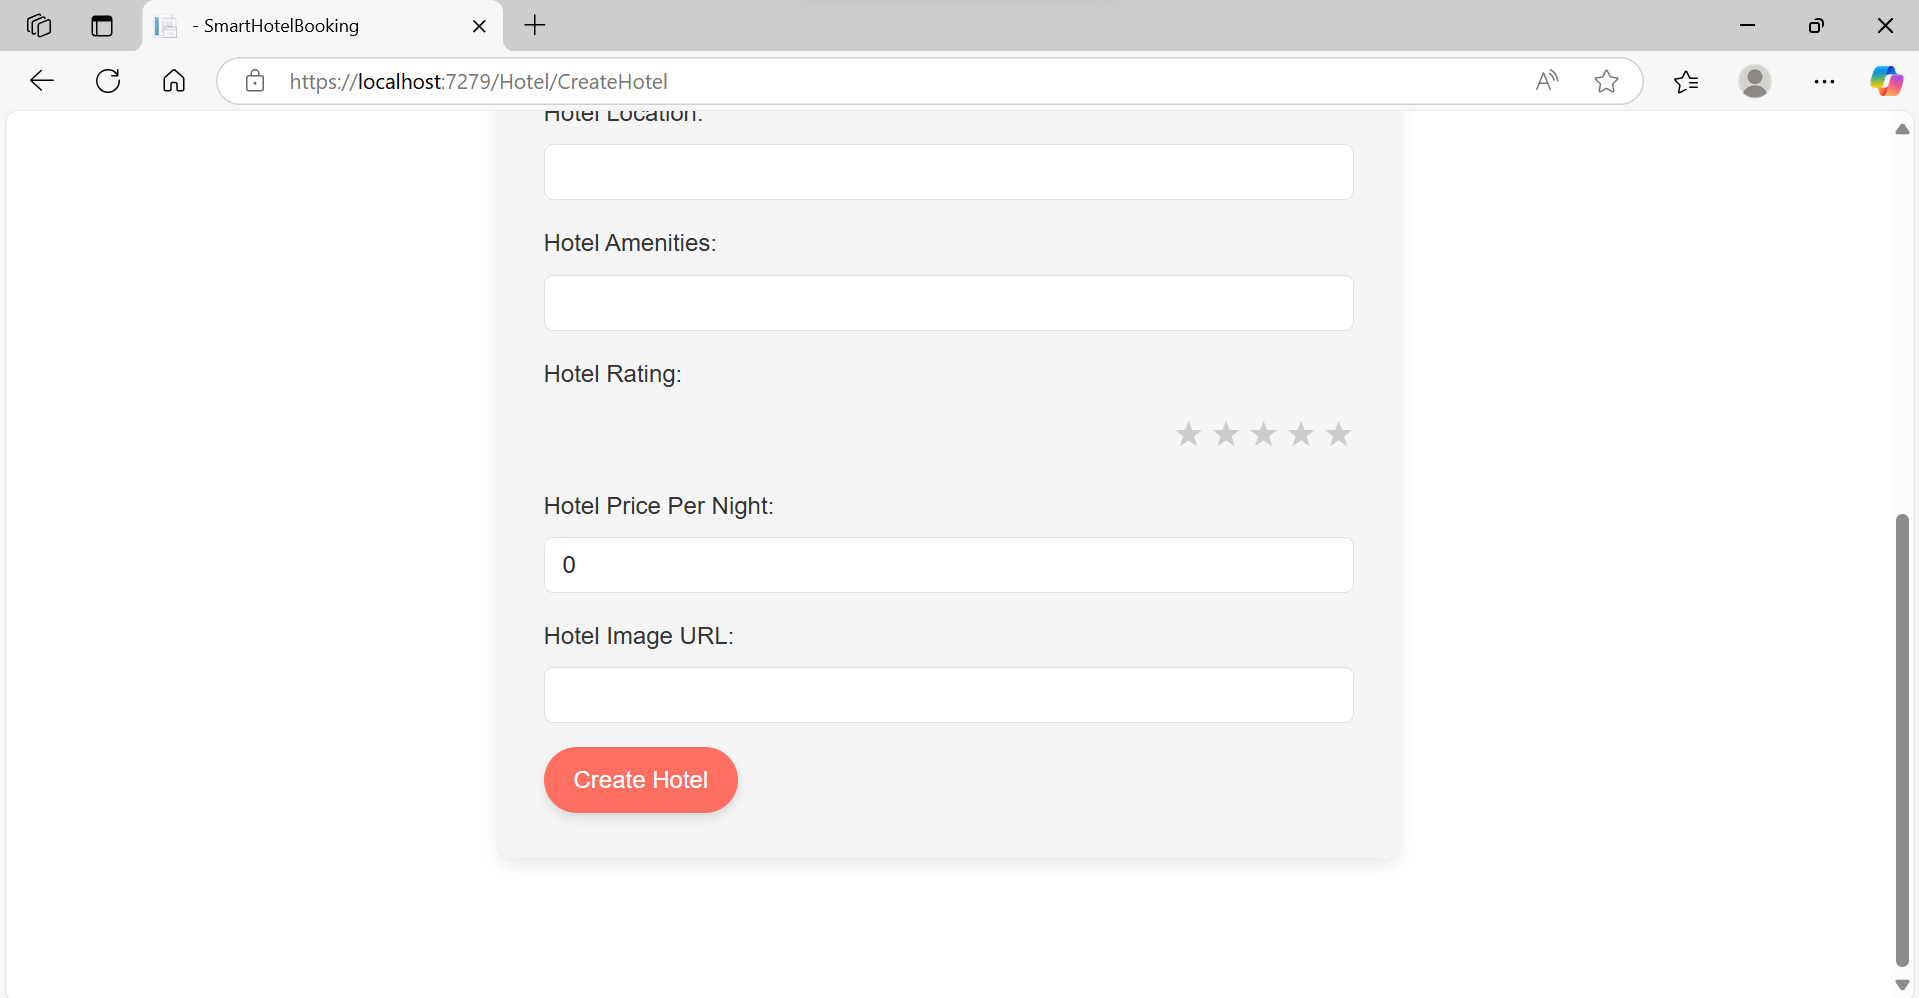 - SmartHotelBooking
https://localhost:7279/Hotel/CreateHotel
Hotel Location:
Hotel Amenities:
Hotel Rating:
★ ★ ★ ★ ★
Hotel Price Per Night:
0
Hotel Image URL:
Create Hotel